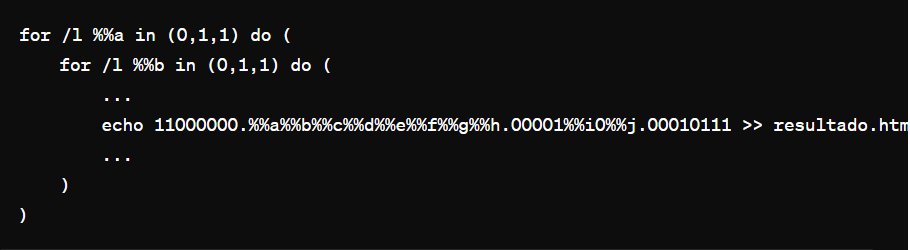 for /l %%a in (0,1,1) do (
for /l %%b in (0,1,1) do (
...
echo 11000000.%%a%%b%%c%%d%%e%%f%%g%%h.00001%%i0%%j.00010111 >> resultado.htm
...
)
)